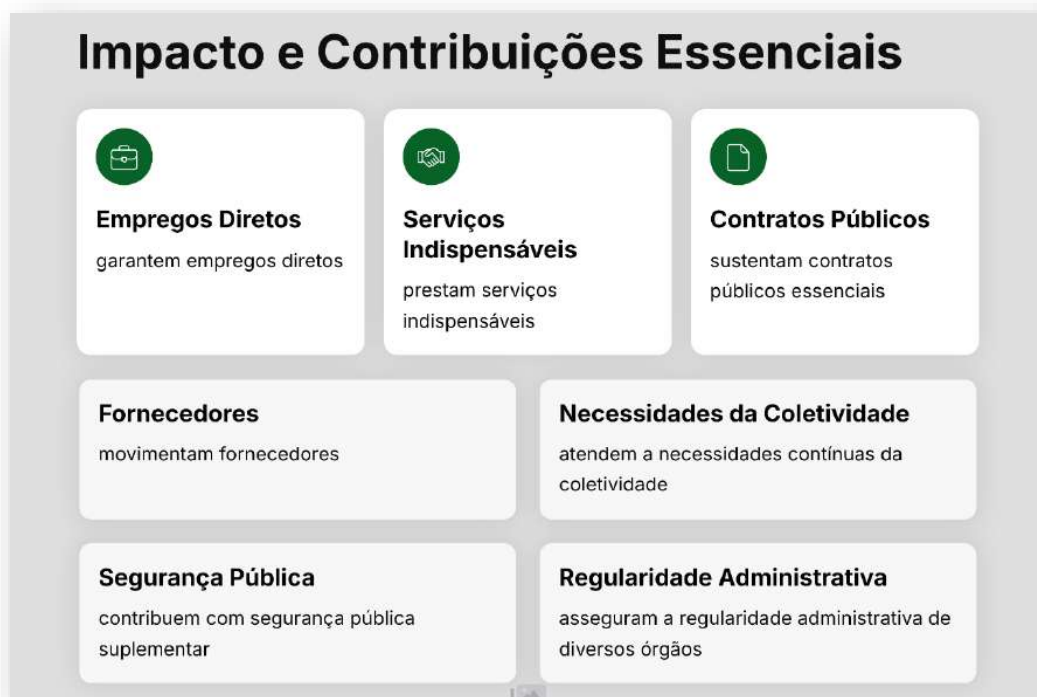 Impacto e Contribuições Essenciais
Empregos Diretos
garantem empregos diretos
Serviços
Indispensáveis
prestam serviços
indispensáveis
Contratos Públicos
sustentam contratos
públicos essenciais
Fornecedores
movimentam fornecedores
Necessidades da Coletividade
atendem a necessidades contínuas da
coletividade
Segurança Pública
contribuem com segurança pública
suplementar
Regularidade Administrativa
asseguram a regularidade administrativa de
diversos órgãos